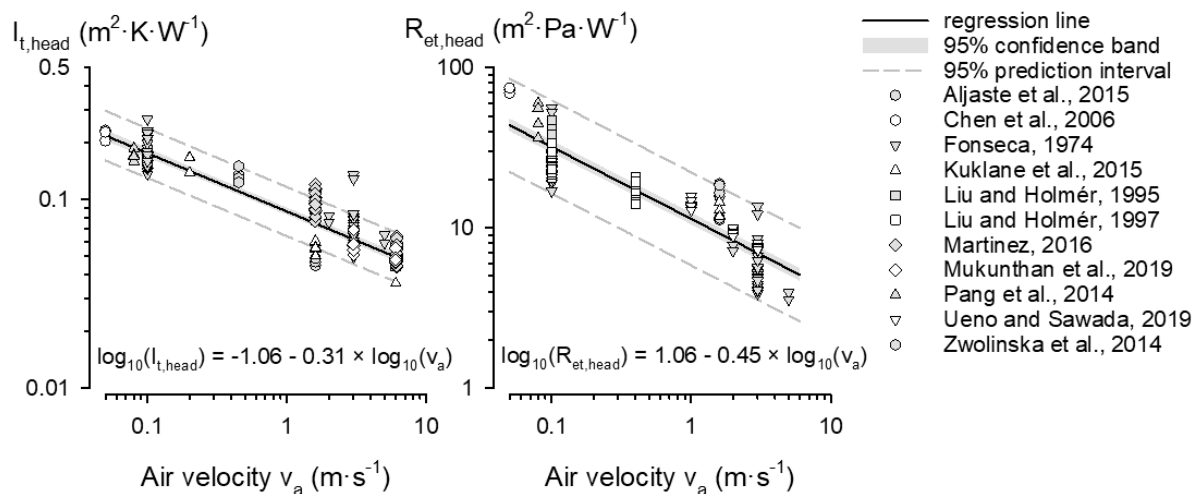 I_t,head (m²·K·W⁻¹)
0.5
0.1
0.01
log₁₀(I_t,head) = -1.06 - 0.31 × log₁₀(v_a)
0.1 1 10
Air velocity v_a (m·s⁻¹)
R_et,head (m²·Pa·W⁻¹)
100
10
1
log₁₀(R_et,head) = 1.06 - 0.45 × log₁₀(v_a)
0.1 1 10
Air velocity v_a (m·s⁻¹)
regression line
95% confidence band
95% prediction interval
Aljaste et al., 2015
Chen et al., 2006
Fonseca, 1974
Kuklane et al., 2015
Liu and Holmér, 1995
Liu and Holmér, 1997
Martinez, 2016
Mukunthan et al., 2019
Pang et al., 2014
Ueno and Sawada, 2019
Zwolinska et al., 2014